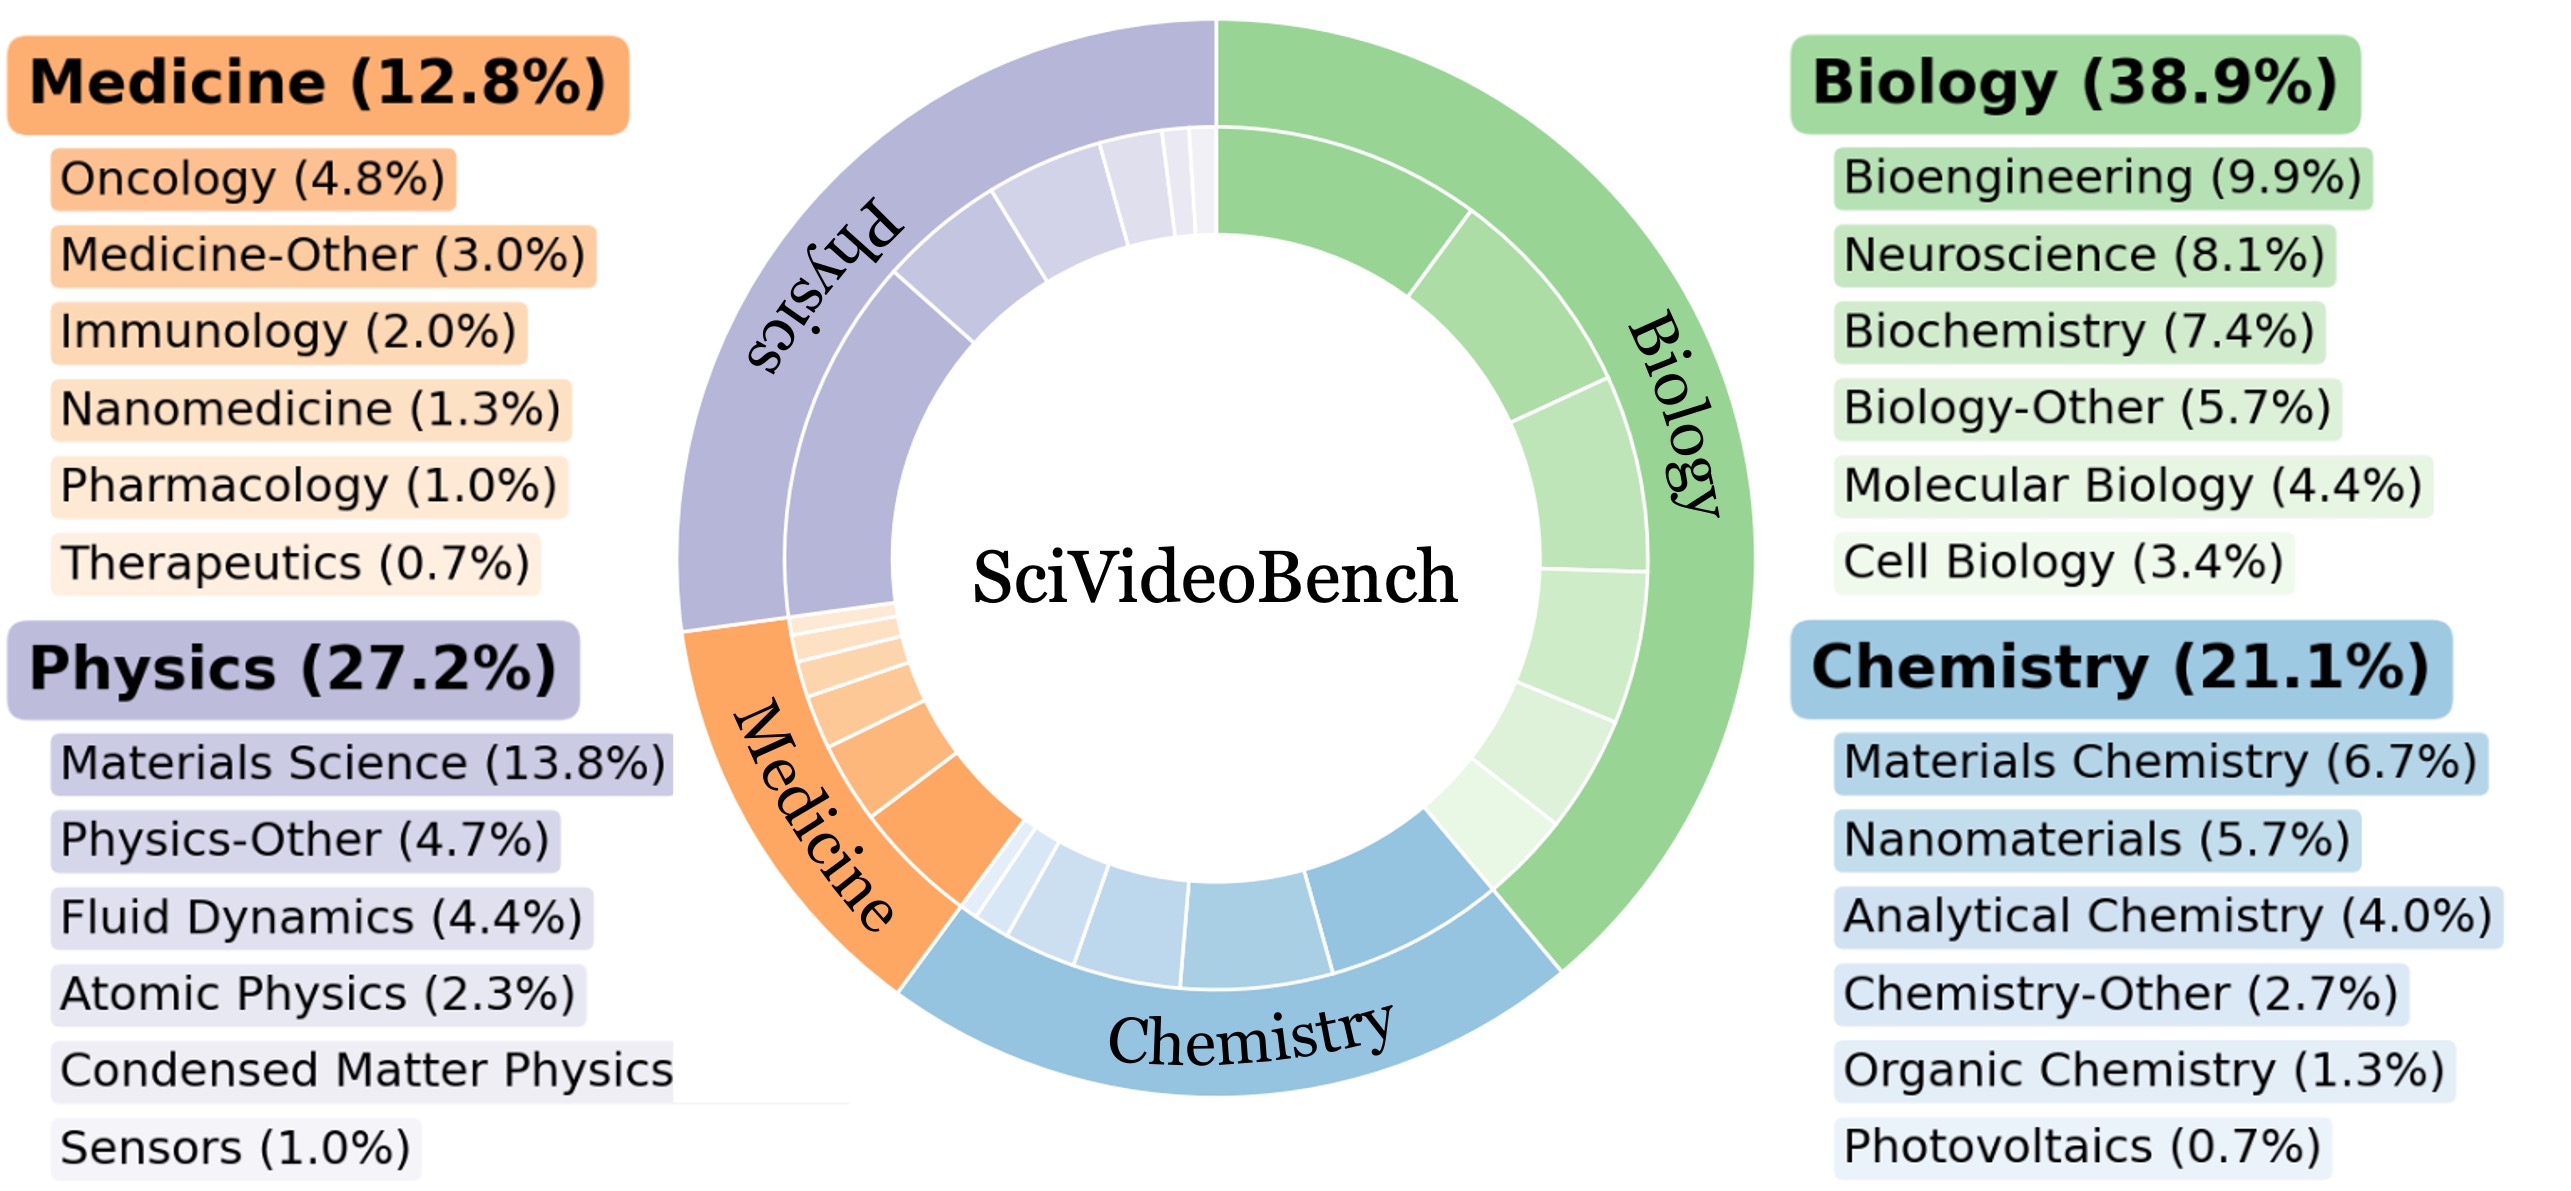 Medicine (12.8%)
Oncology (4.8%)
Medicine-Other (3.0%)
Immunology (2.0%)
Nanomedicine (1.3%)
Pharmacology (1.0%)
Therapeutics (0.7%)
Physics (27.2%)
Materials Science (13.8%)
Physics-Other (4.7%)
Fluid Dynamics (4.4%)
Atomic Physics (2.3%)
Condensed Matter Physics
Sensors (1.0%)
Physics
Biology
SciVideoBench
Medicine
Chemistry
Biology (38.9%)
Bioengineering (9.9%)
Neuroscience (8.1%)
Biochemistry (7.4%)
Biology-Other (5.7%)
Molecular Biology (4.4%)
Cell Biology (3.4%)
Chemistry (21.1%)
Materials Chemistry (6.7%)
Nanomaterials (5.7%)
Analytical Chemistry (4.0%)
Chemistry-Other (2.7%)
Organic Chemistry (1.3%)
Photovoltaics (0.7%)